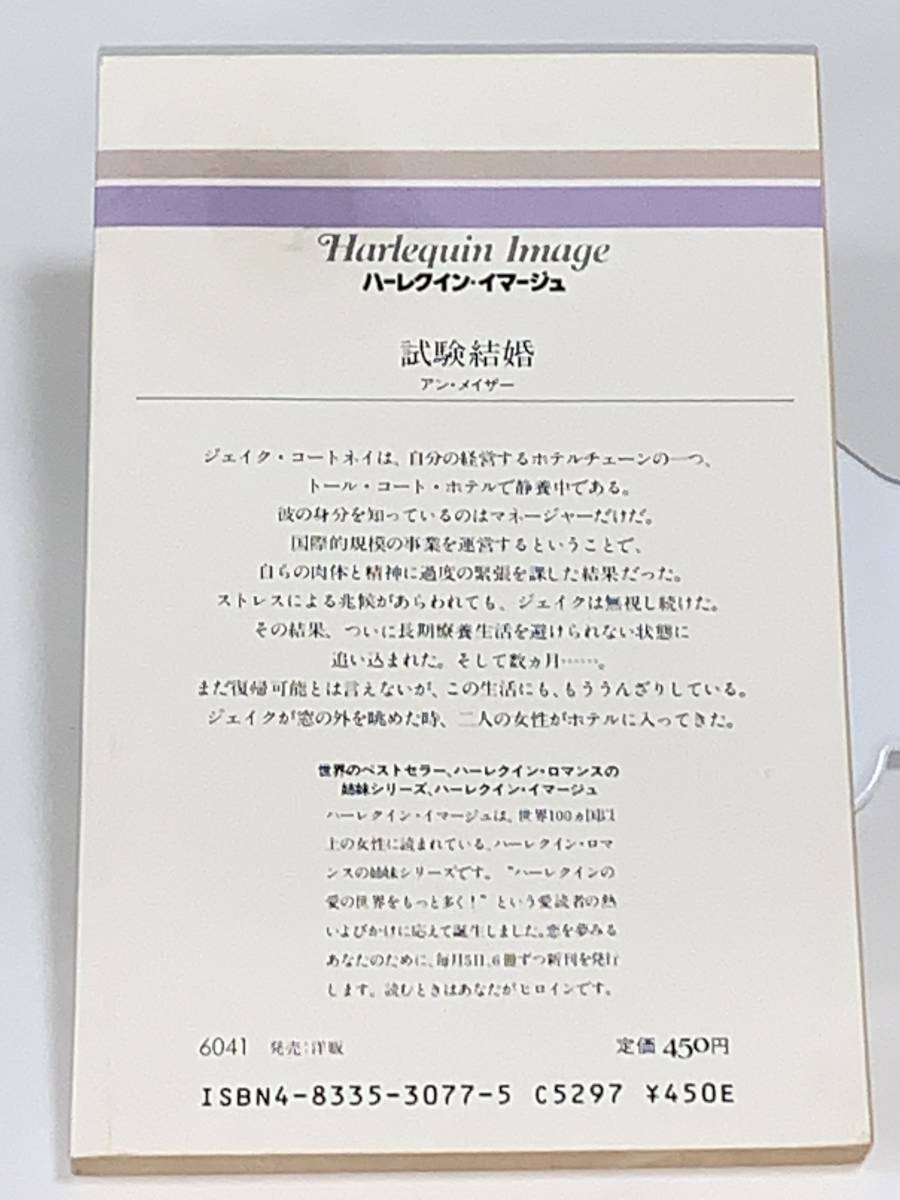 Harlequin Image
ハーレクイン・イマージュ
試験結婚
アン・メイザー
ジェイク・コートネイは、自分の経営するホテルチェーンの一つ、
トール・コート・ホテルで静養中である。
彼の身分を知っているのはマネージャーだけだ。
国際的規模の事業を運営するということで、
自らの肉体と精神に過度の緊張を課した結果だった。
ストレスによる兆候があらわれても、ジェイクは無視し続けた。
その結果、ついに長期療養生活を避けられない状態に
追い込まれた。そして数ヵ月……。
まだ復帰可能とは言えないが、この生活にも、もううんざりしている。
ジェイクが窓の外を眺めた時、二人の女性がホテルに入ってきた。
世界のベストセラー、ハーレクイン・ロマンスの
姉妹シリーズ、ハーレクイン・イマージュ
ハーレクイン・イマージュは、世界100ヵ国以
上の女性に読まれている、ハーレクイン・ロマ
ンスの姉妹シリーズです。“ハーレクインの
愛の世界をもっと多く！”という愛読者の熱
いよびかけに応えて誕生しました。恋を夢みる
あなたのために、毎月5日、6冊ずつ新刊を発行
します。読むときはあなたがヒロインです。
6041 発売：洋販 定価450円
ISBN4-8335-3077-5 C5297 ¥450E